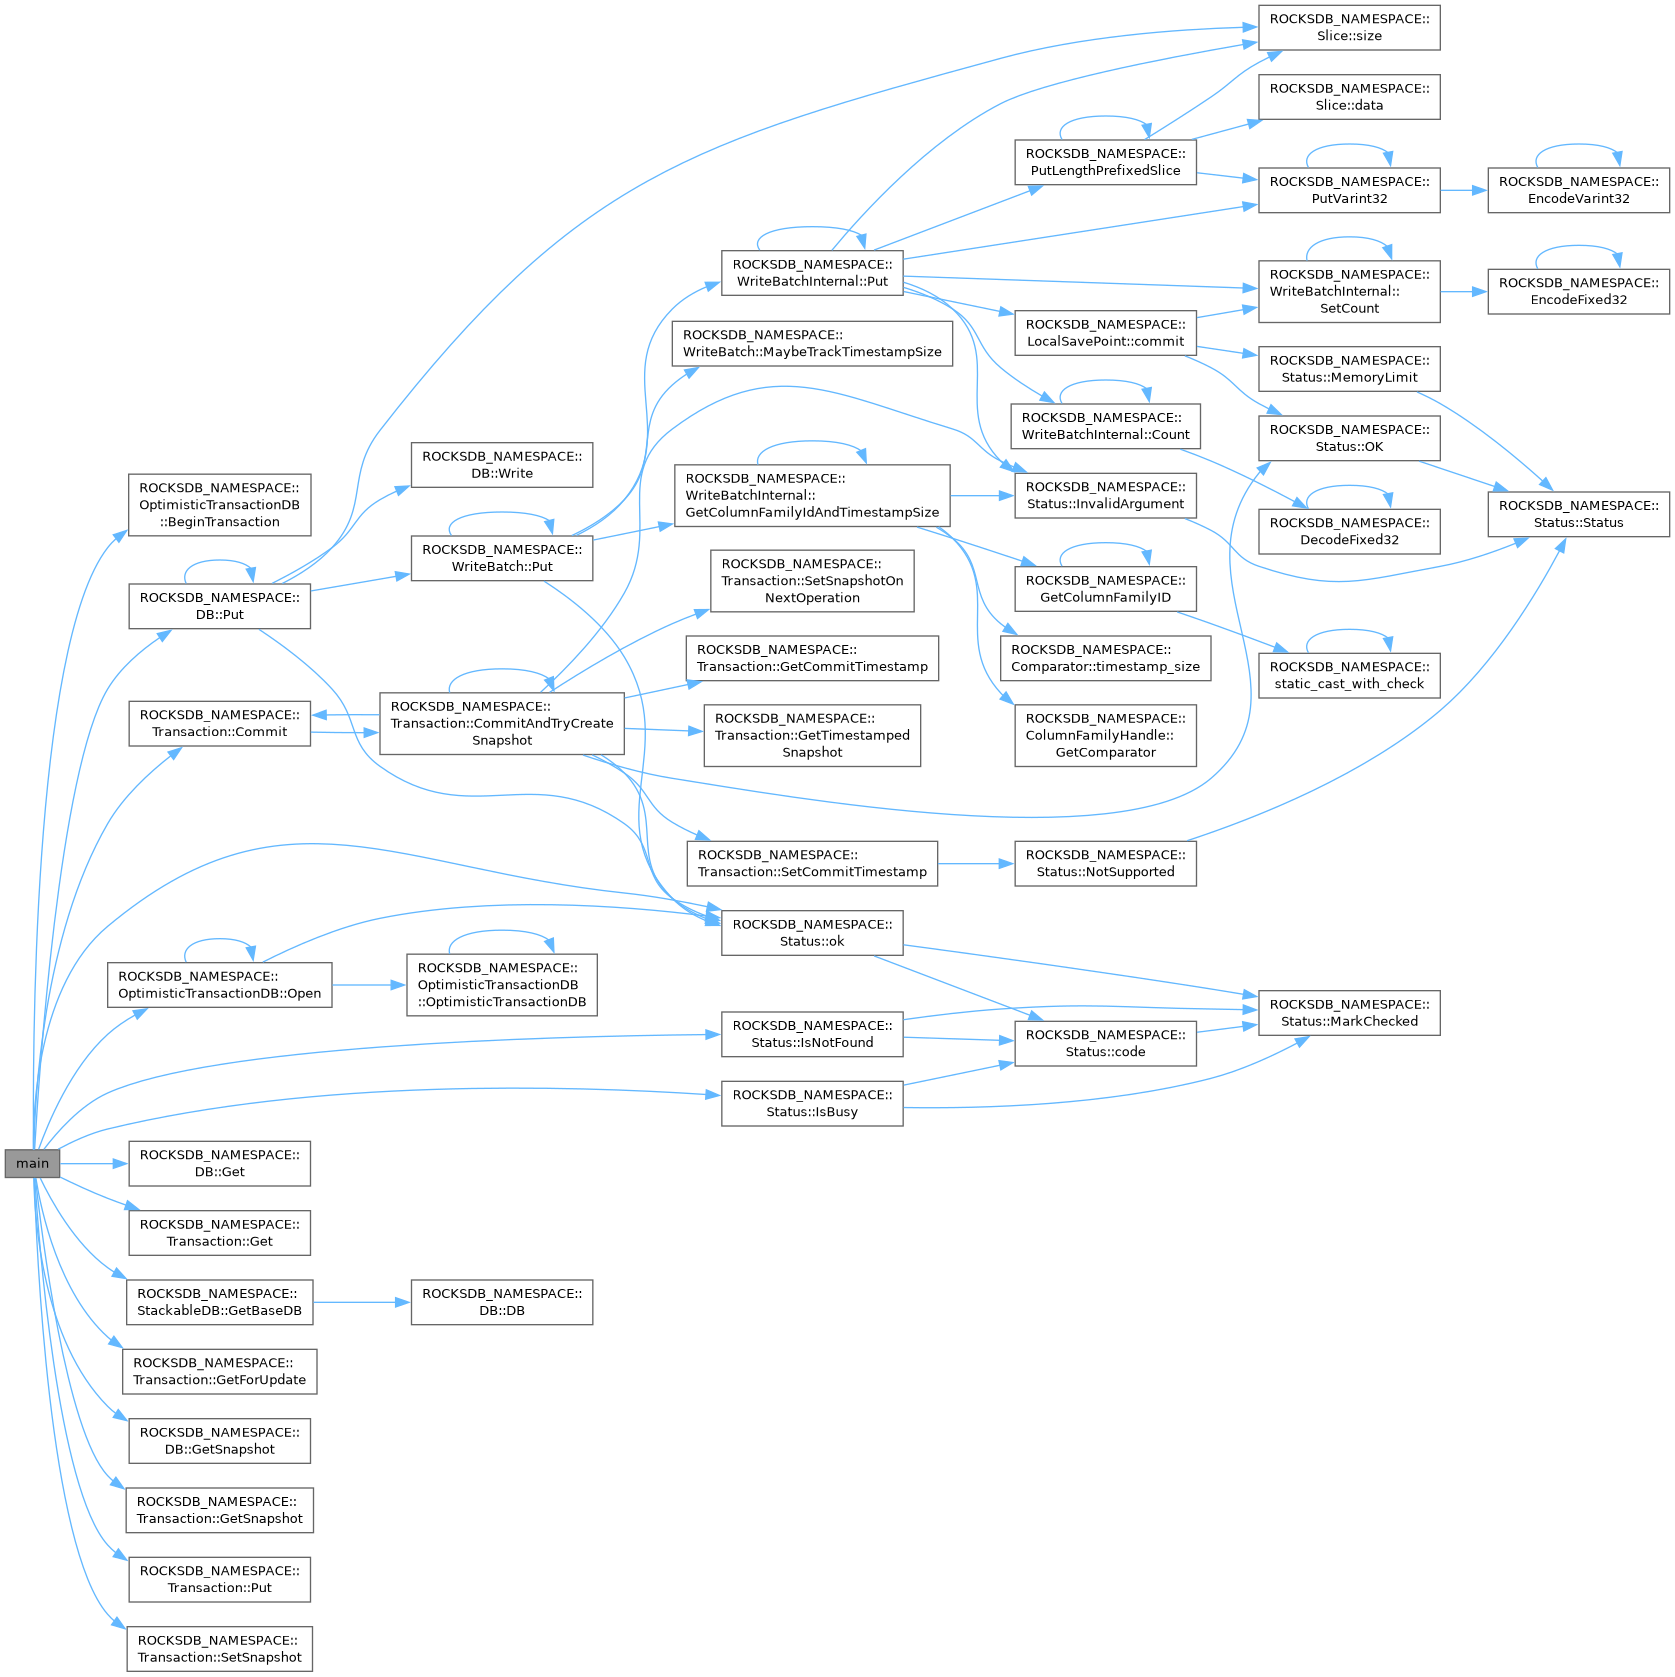 main
ROCKSDB_NAMESPACE::
OptimisticTransactionDB
::BeginTransaction
ROCKSDB_NAMESPACE::
DB::Put
ROCKSDB_NAMESPACE::
Transaction::Commit
ROCKSDB_NAMESPACE::
OptimisticTransactionDB::Open
ROCKSDB_NAMESPACE::
DB::Get
ROCKSDB_NAMESPACE::
Transaction::Get
ROCKSDB_NAMESPACE::
StackableDB::GetBaseDB
ROCKSDB_NAMESPACE::
Transaction::GetForUpdate
ROCKSDB_NAMESPACE::
DB::GetSnapshot
ROCKSDB_NAMESPACE::
Transaction::GetSnapshot
ROCKSDB_NAMESPACE::
Transaction::Put
ROCKSDB_NAMESPACE::
Transaction::SetSnapshot
ROCKSDB_NAMESPACE::
DB::Write
ROCKSDB_NAMESPACE::
WriteBatch::Put
ROCKSDB_NAMESPACE::
Transaction::CommitAndTryCreate
Snapshot
ROCKSDB_NAMESPACE::
OptimisticTransactionDB
::OptimisticTransactionDB
ROCKSDB_NAMESPACE::
DB::DB
ROCKSDB_NAMESPACE::
WriteBatchInternal::Put
ROCKSDB_NAMESPACE::
WriteBatch::MaybeTrackTimestampSize
ROCKSDB_NAMESPACE::
WriteBatchInternal::
GetColumnFamilyIdAndTimestampSize
ROCKSDB_NAMESPACE::
Transaction::SetSnapshotOn
NextOperation
ROCKSDB_NAMESPACE::
Transaction::GetCommitTimestamp
ROCKSDB_NAMESPACE::
Transaction::GetTimestamped
Snapshot
ROCKSDB_NAMESPACE::
Transaction::SetCommitTimestamp
ROCKSDB_NAMESPACE::
Status::ok
ROCKSDB_NAMESPACE::
Status::IsNotFound
ROCKSDB_NAMESPACE::
Status::IsBusy
ROCKSDB_NAMESPACE::
PutLengthPrefixedSlice
ROCKSDB_NAMESPACE::
LocalSavePoint::commit
ROCKSDB_NAMESPACE::
WriteBatchInternal::Count
ROCKSDB_NAMESPACE::
Status::InvalidArgument
ROCKSDB_NAMESPACE::
GetColumnFamilyID
ROCKSDB_NAMESPACE::
Comparator::timestamp_size
ROCKSDB_NAMESPACE::
ColumnFamilyHandle::
GetComparator
ROCKSDB_NAMESPACE::
Status::NotSupported
ROCKSDB_NAMESPACE::
Status::code
ROCKSDB_NAMESPACE::
Slice::size
ROCKSDB_NAMESPACE::
Slice::data
ROCKSDB_NAMESPACE::
PutVarint32
ROCKSDB_NAMESPACE::
WriteBatchInternal::
SetCount
ROCKSDB_NAMESPACE::
Status::MemoryLimit
ROCKSDB_NAMESPACE::
Status::OK
ROCKSDB_NAMESPACE::
DecodeFixed32
ROCKSDB_NAMESPACE::
static_cast_with_check
ROCKSDB_NAMESPACE::
Status::MarkChecked
ROCKSDB_NAMESPACE::
EncodeVarint32
ROCKSDB_NAMESPACE::
EncodeFixed32
ROCKSDB_NAMESPACE::
Status::Status